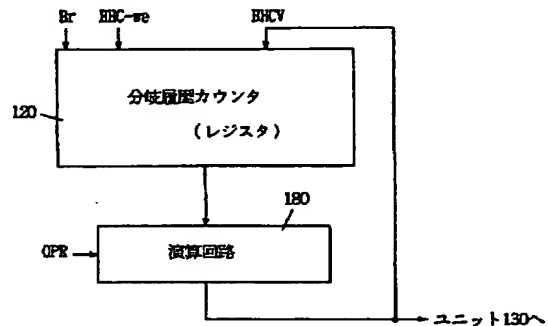 Br BHC-we BHCV
120
分岐履歴カウンタ
(レジスタ)
180
OPR
演算回路
ユニット130へ